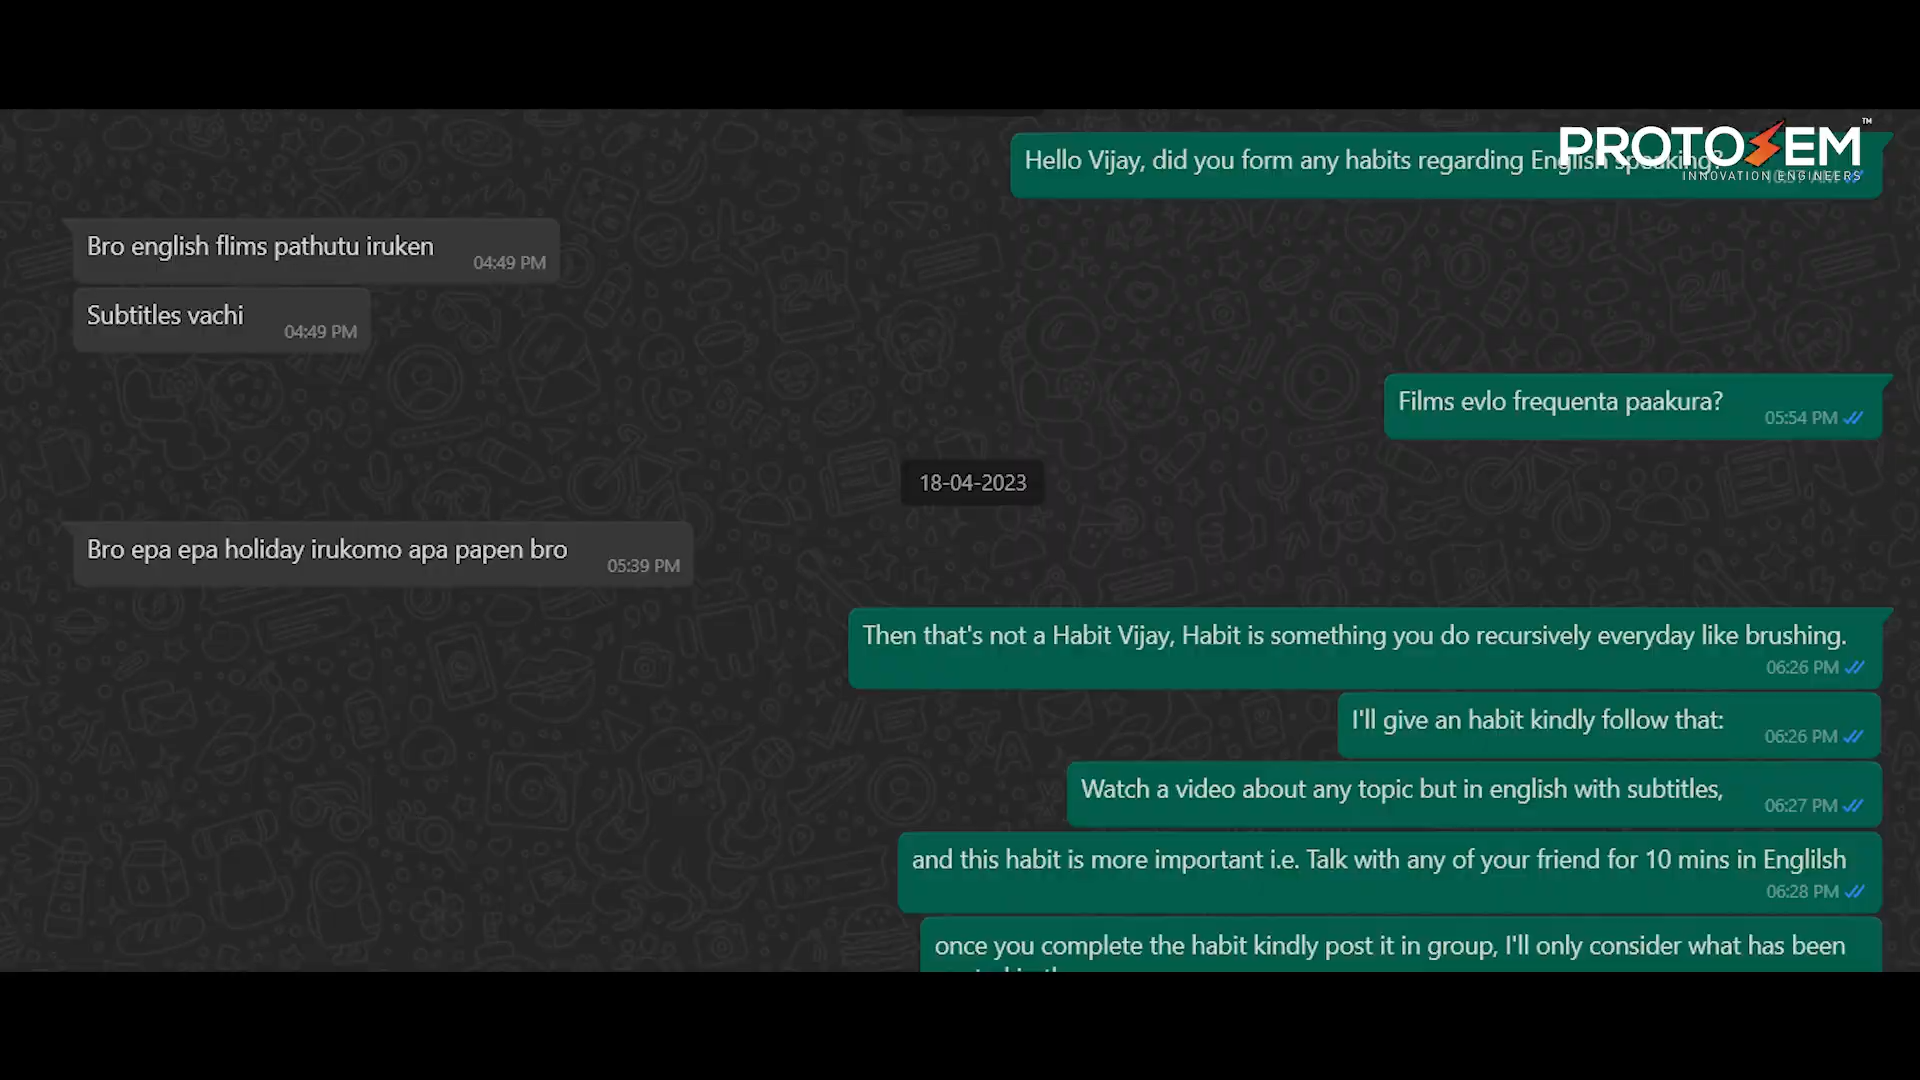 PROTOSEM™
INNOVATION ENGINEERS
Hello Vijay, did you form any habits regarding English speaking?
Bro english flims pathutu iruken
04:49 PM
Subtitles vachi
04:49 PM
Films evlo frequenta paakura?
05:54 PM
18-04-2023
Bro epa epa holiday irukomo apa papen bro
05:39 PM
Then that's not a Habit Vijay, Habit is something you do recursively everyday like brushing.
06:26 PM
I'll give an habit kindly follow that:
06:26 PM
Watch a video about any topic but in english with subtitles,
06:27 PM
and this habit is more important i.e. Talk with any of your friend for 10 mins in Englilsh
06:28 PM
once you complete the habit kindly post it in group, I'll only consider what has been